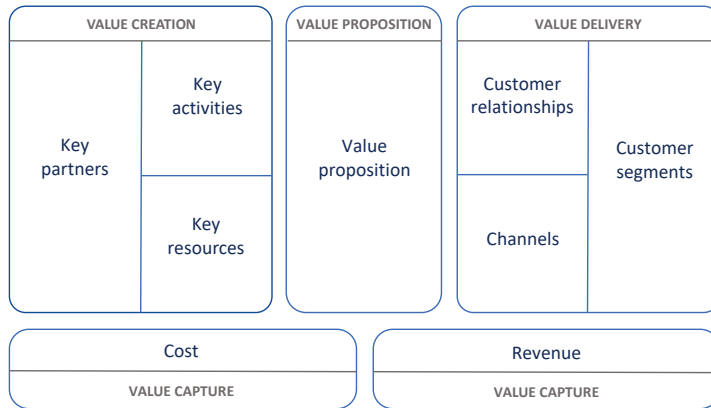 VALUE CREATION
Key
partners
Key
activities
Key
resources
VALUE PROPOSITION
Value
proposition
VALUE DELIVERY
Customer
relationships
Channels
Customer
segments
Cost
VALUE CAPTURE
Revenue
VALUE CAPTURE